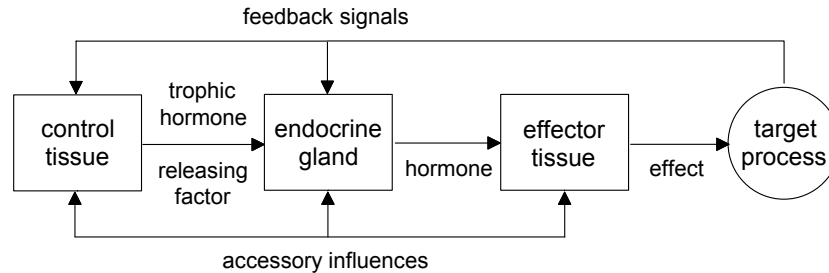 feedback signals
control
tissue
trophic
hormone
releasing
factor
endocrine
gland
hormone
effector
tissue
effect
target
process
accessory influences